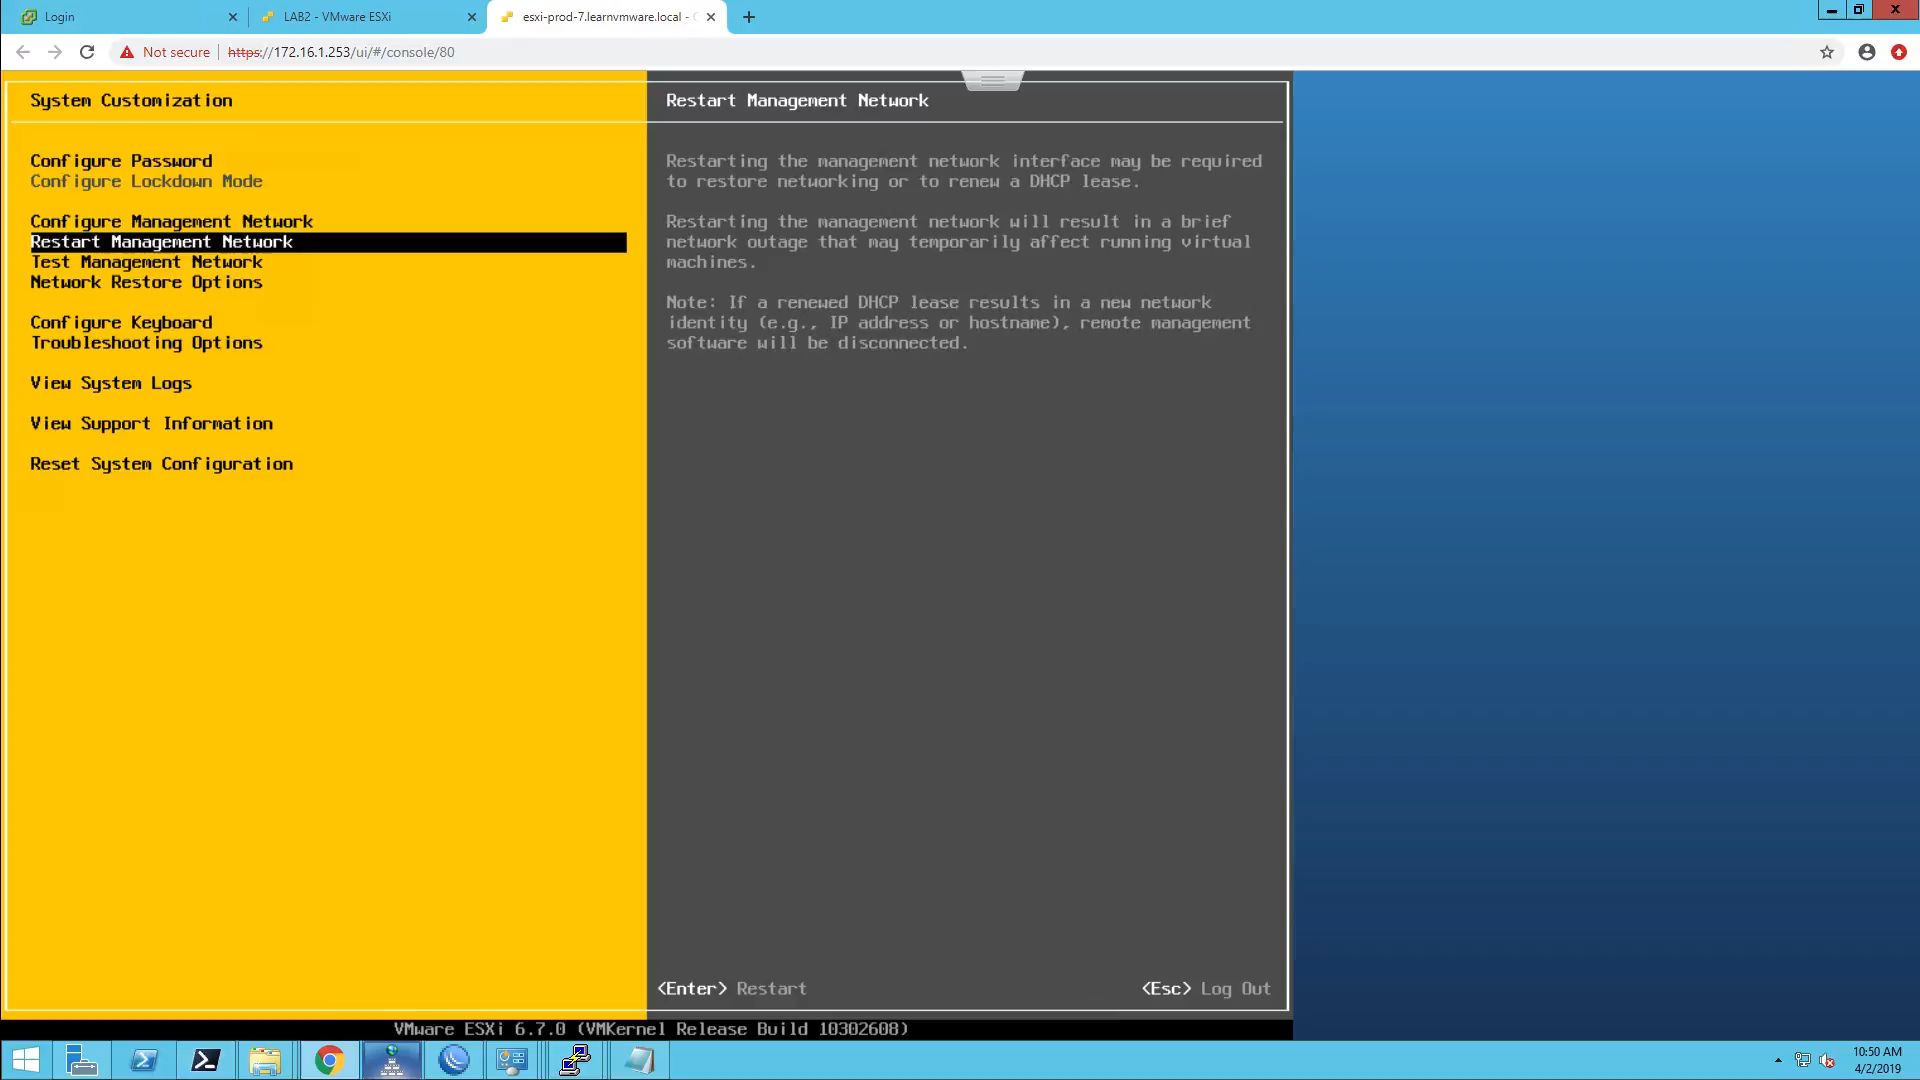 Login
LAB2 - VMware ESXi
esxi-prod-7.learnvmware.local -
Not secure
https://172.16.1.253/ui/#/console/80
System Customization
Configure Password
Configure Lockdown Mode
Configure Management Network
Restart Management Network
Test Management Network
Network Restore Options
Configure Keyboard
Troubleshooting Options
View System Logs
View Support Information
Reset System Configuration
Restart Management Network
Restarting the management network interface may be required
to restore networking or to renew a DHCP lease.
Restarting the management network will result in a brief
network outage that may temporarily affect running virtual
machines.
Note: If a renewed DHCP lease results in a new network
identity (e.g., IP address or hostname), remote management
software will be disconnected.
<Enter> Restart
<Esc> Log Out
VMware ESXi 6.7.0 (VMKernel Release Build 10302608)
10:50 AM
4/2/2019